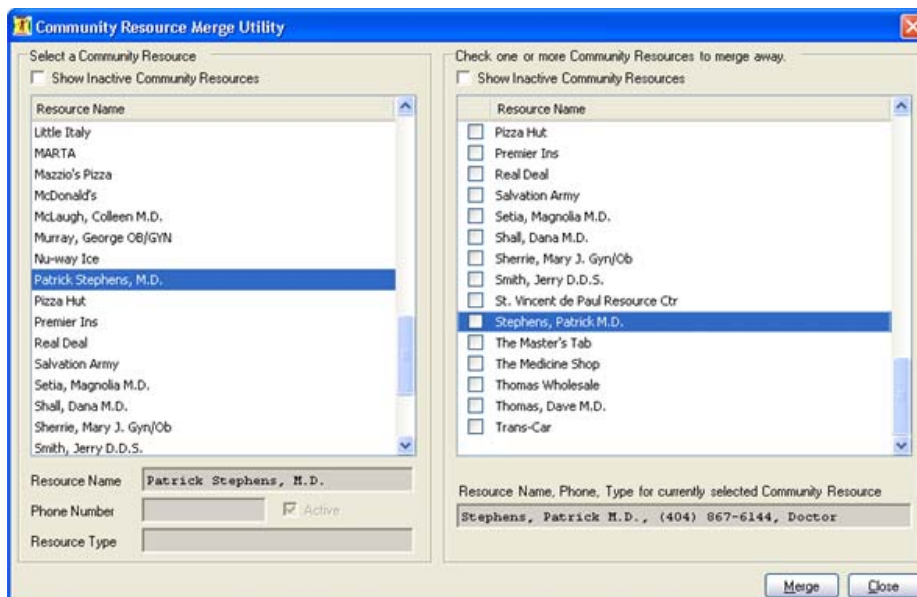 Community Resource Merge Utility
Select a Community Resource
Show Inactive Community Resources
Resource Name
Little Italy
MARTA
Mazzio's Pizza
McDonald's
McLaugh, Colleen M.D.
Murray, George OB/GYN
Nu-way Ice
Patrick Stephens, M.D.
Pizza Hut
Premier Ins
Real Deal
Salvation Army
Setia, Magnolia M.D.
Shall, Dana M.D.
Sherrie, Mary J. Gyn/Ob
Smith, Jerry D.D.S.
Resource Name Patrick Stephens, M.D.
Phone Number Active
Resource Type
Check one or more Community Resources to merge away.
Show Inactive Community Resources
Resource Name
Pizza Hut
Premier Ins
Real Deal
Salvation Army
Setia, Magnolia M.D.
Shall, Dana M.D.
Sherrie, Mary J. Gyn/Ob
Smith, Jerry D.D.S.
St. Vincent de Paul Resource Ctr
Stephens, Patrick M.D.
The Master's Tab
The Medicine Shop
Thomas Wholesale
Thomas, Dave M.D.
Trans-Car
Resource Name, Phone, Type for currently selected Community Resource
Stephens, Patrick M.D., (404) 867-6144, Doctor
Merge Close